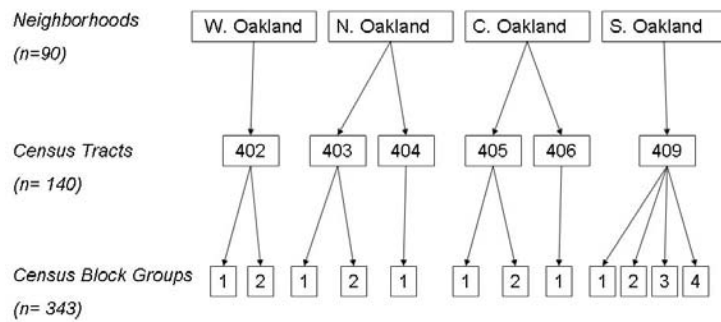 Neighborhoods
(n=90)
W. Oakland
N. Oakland
C. Oakland
S. Oakland
Census Tracts
(n= 140)
402
403
404
405
406
409
Census Block Groups
(n= 343)
1
2
1
2
1
1
2
1
1
2
3
4